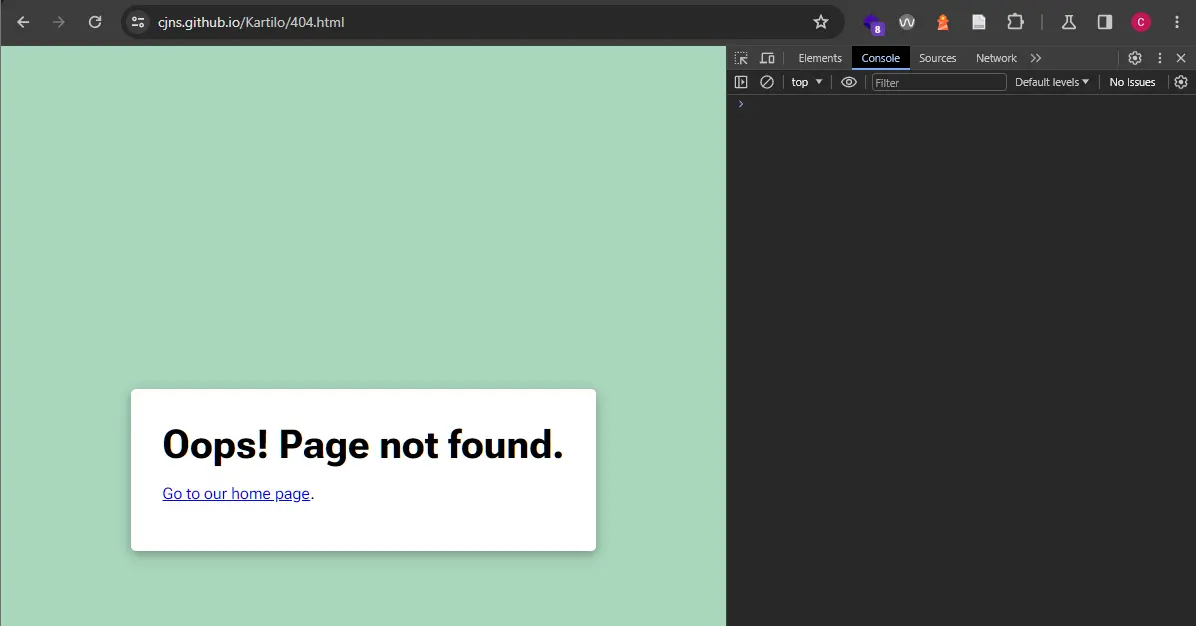 cjns.github.io/Kartilo/404.html
8
C
Elements Console Sources Network
top Filter Default levels No Issues
Oops! Page not found.
Go to our home page.